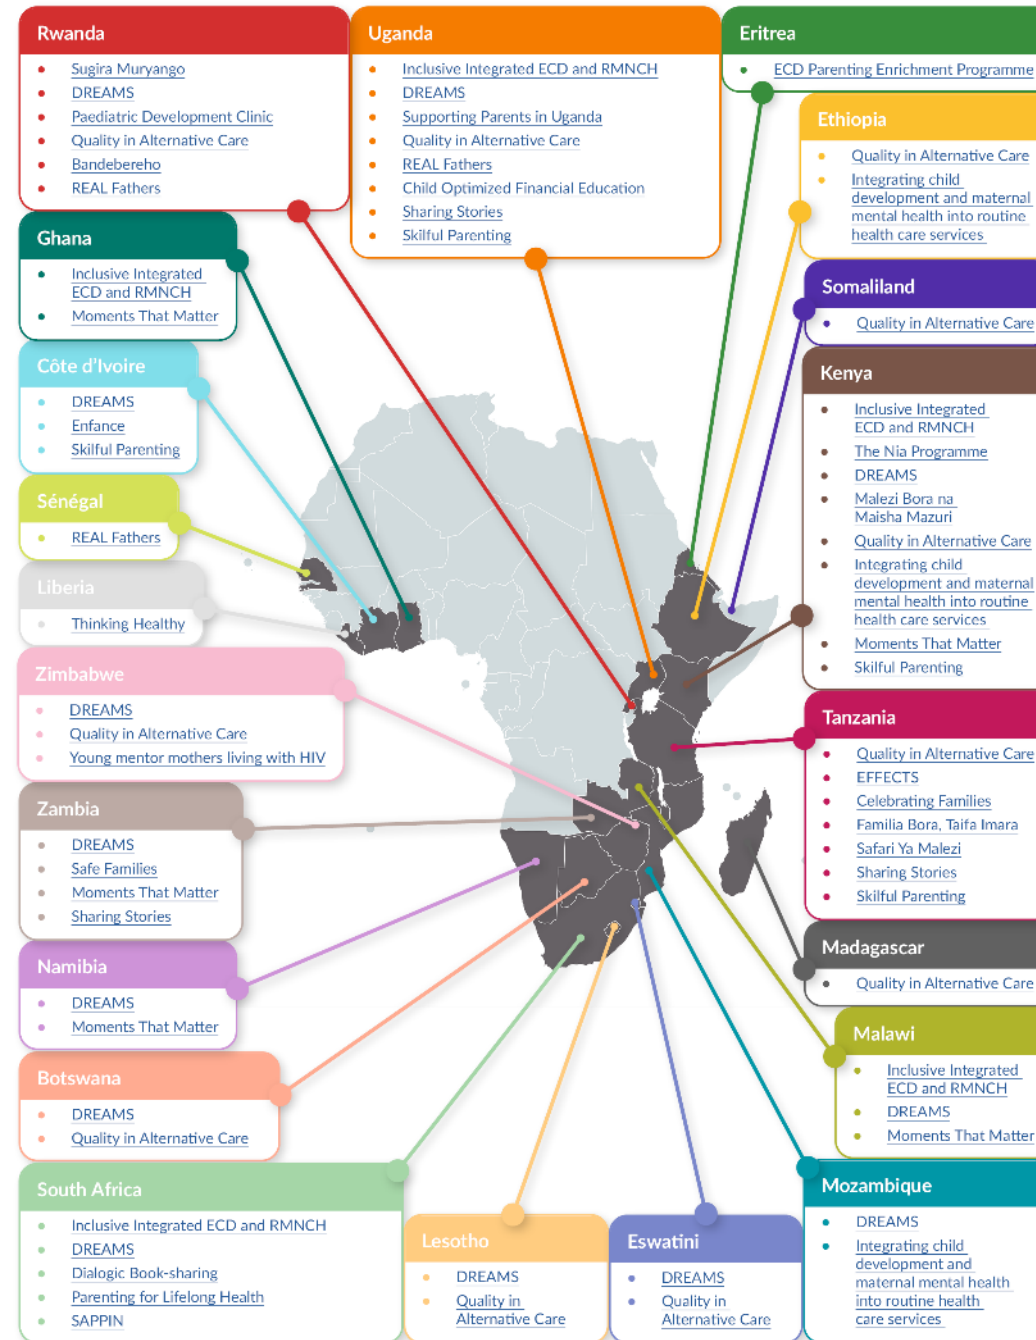 Rwanda
Sugira Muryango
DREAMS
Paediatric Development Clinic
Quality in Alternative Care
Bandebereho
REAL Fathers
Uganda
Inclusive Integrated ECD and RMNCH
DREAMS
Supporting Parents in Uganda
Quality in Alternative Care
REAL Fathers
Child Optimized Financial Education
Sharing Stories
Skilful Parenting
Eritrea
ECD Parenting Enrichment Programme
Ethiopia
Quality in Alternative Care
Integrating child
development and maternal
mental health into routine
health care services
Ghana
Inclusive Integrated
ECD and RMNCH
Moments That Matter
Somaliland
Quality in Alternative Care
Côte d'Ivoire
DREAMS
Enfance
Skilful Parenting
Kenya
Inclusive Integrated
ECD and RMNCH
The Nia Programme
DREAMS
Malezi Bora na
Maisha Mazuri
Quality in Alternative Care
Integrating child
development and maternal
mental health into routine
health care services
Moments That Matter
Skilful Parenting
Sénégal
REAL Fathers
Liberia
Thinking Healthy
Zimbabwe
DREAMS
Quality in Alternative Care
Young mentor mothers living with HIV
Tanzania
Quality in Alternative Care
EFFECTS
Celebrating Families
Familia Bora, Taifa Imara
Safari Ya Malezi
Sharing Stories
Skilful Parenting
Zambia
DREAMS
Safe Families
Moments That Matter
Sharing Stories
Madagascar
Quality in Alternative Care
Namibia
DREAMS
Moments That Matter
Malawi
Inclusive Integrated
ECD and RMNCH
DREAMS
Moments That Matter
Botswana
DREAMS
Quality in Alternative Care
South Africa
Inclusive Integrated ECD and RMNCH
DREAMS
Dialogic Book-sharing
Parenting for Lifelong Health
SAPPIN
Lesotho
DREAMS
Quality in
Alternative Care
Eswatini
DREAMS
Quality in
Alternative Care
Mozambique
DREAMS
Integrating child
development and
maternal mental health
into routine health
care services